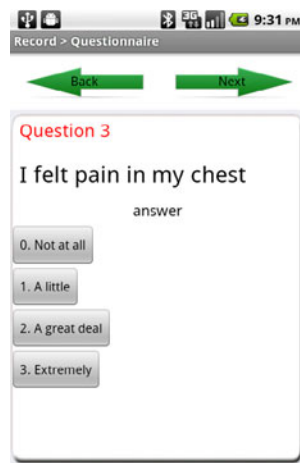 3G 9:31 PM
Record > Questionnaire
Back Next
Question 3
I felt pain in my chest
answer
0. Not at all
1. A little
2. A great deal
3. Extremely